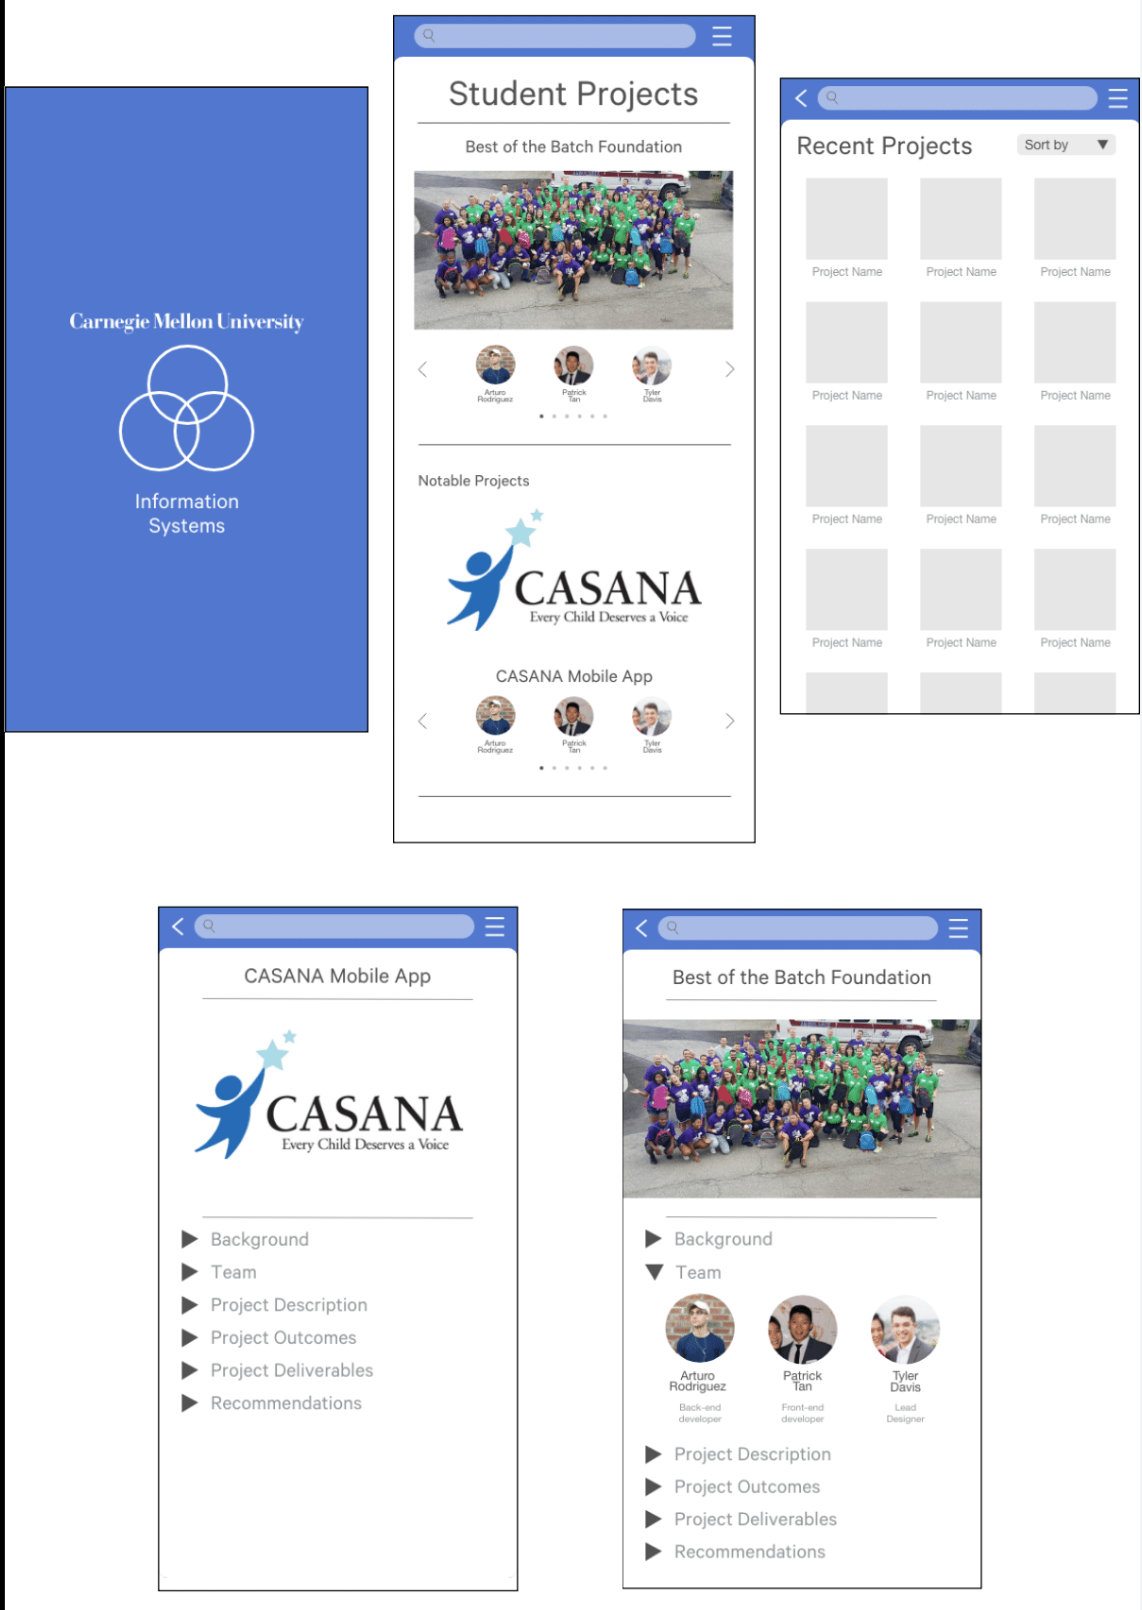 Carnegie Mellon University
Information
Systems
Student Projects
Best of the Batch Foundation
Arturo
Rodriguez
Patrick
Tan
Tyler
Davis
Notable Projects
CASANA
Every Child Deserves a Voice
CASANA Mobile App
Arturo
Rodriguez
Patrick
Tan
Tyler
Davis
Recent Projects
Sort by
Project Name Project Name Project Name
Project Name Project Name Project Name
Project Name Project Name Project Name
Project Name Project Name Project Name
CASANA Mobile App
CASANA
Every Child Deserves a Voice
Background
Team
Project Description
Project Outcomes
Project Deliverables
Recommendations
Best of the Batch Foundation
Background
Team
Arturo
Rodriguez
Back-end
developer
Patrick
Tan
Front-end
developer
Tyler
Davis
Lead
Designer
Project Description
Project Outcomes
Project Deliverables
Recommendations